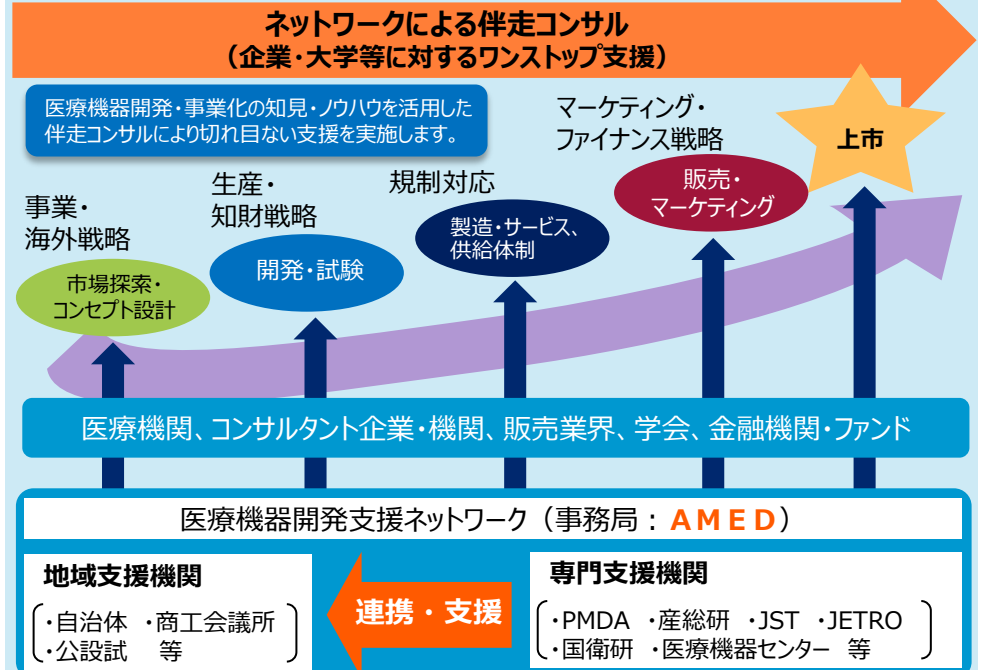 ネットワークによる伴走コンサル
（企業・大学等に対するワンストップ支援）
医療機器開発・事業化の知見・ノウハウを活用した
伴走コンサルにより切れ目ない支援を実施します。
マーケティング・
ファイナンス戦略
上市
事業・
海外戦略
生産・
知財戦略
規制対応
市場探索・
コンセプト設計
開発・試験
製造・サービス、
供給体制
販売・
マーケティング
医療機関、コンサルタント企業・機関、販売業界、学会、金融機関・ファンド
医療機器開発支援ネットワーク（事務局：ＡＭＥＤ）
地域支援機関
・自治体　・商工会議所
・公設試　等
連携・支援
専門支援機関
・PMDA　・産総研　・JST　・JETRO
・国衛研　・医療機器センター　等